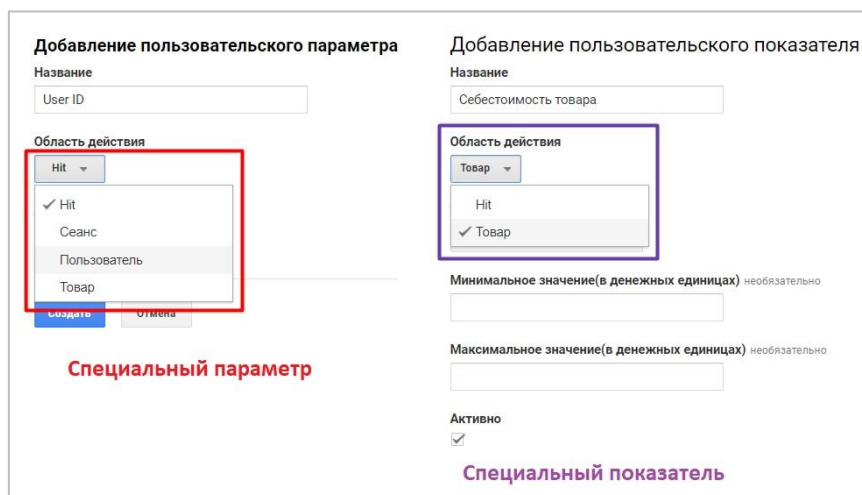 Добавление пользовательского параметра
Название
User ID
Область действия
Hit
Hit
Сеанс
Пользователь
Товар
Создать Отмена
Специальный параметр
Добавление пользовательского показателя
Название
Себестоимость товара
Область действия
Товар
Hit
Товар
Минимальное значение(в денежных единицах) необязательно
Максимальное значение(в денежных единицах) необязательно
Активно
Специальный показатель